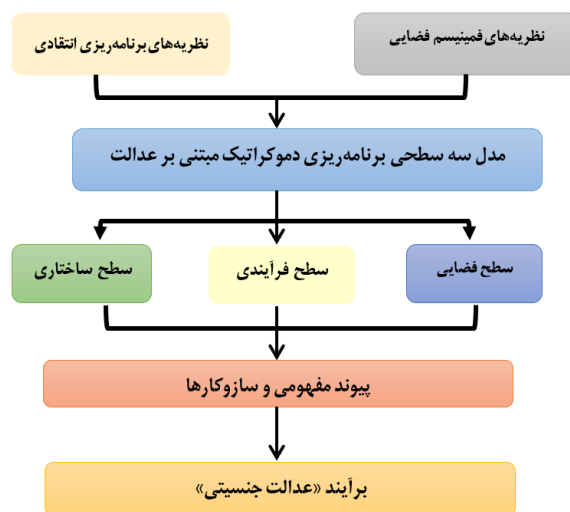 نظریه‌های فمینیسم فضایی
نظریه‌های برنامه‌ریزی انتقادی
مدل سه سطحی برنامه‌ریزی دموکراتیک مبتنی بر عدالت
سطح فضایی
سطح فرآیندی
سطح ساختاری
پیوند مفهومی و سازوکارها
برآیند «عدالت جنسیتی»